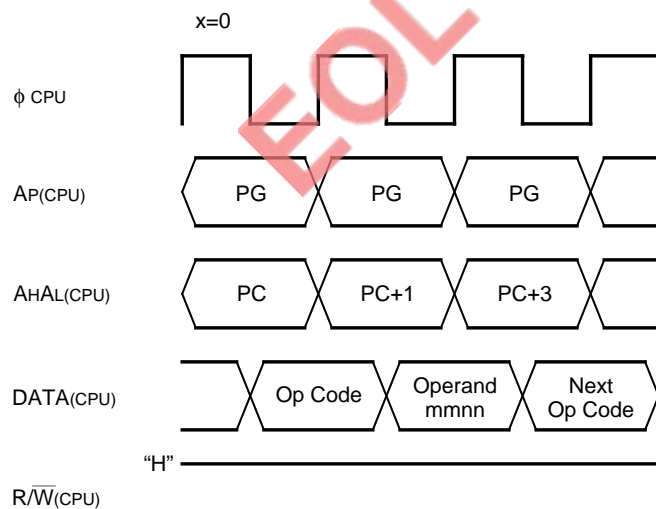 x=0
EOL
ϕ CPU
AP(CPU) PG PG PG
AHAL(CPU) PC PC+1 PC+3
DATA(CPU) Op Code Operand mmnn Next Op Code
“H”
R/W̅(CPU)